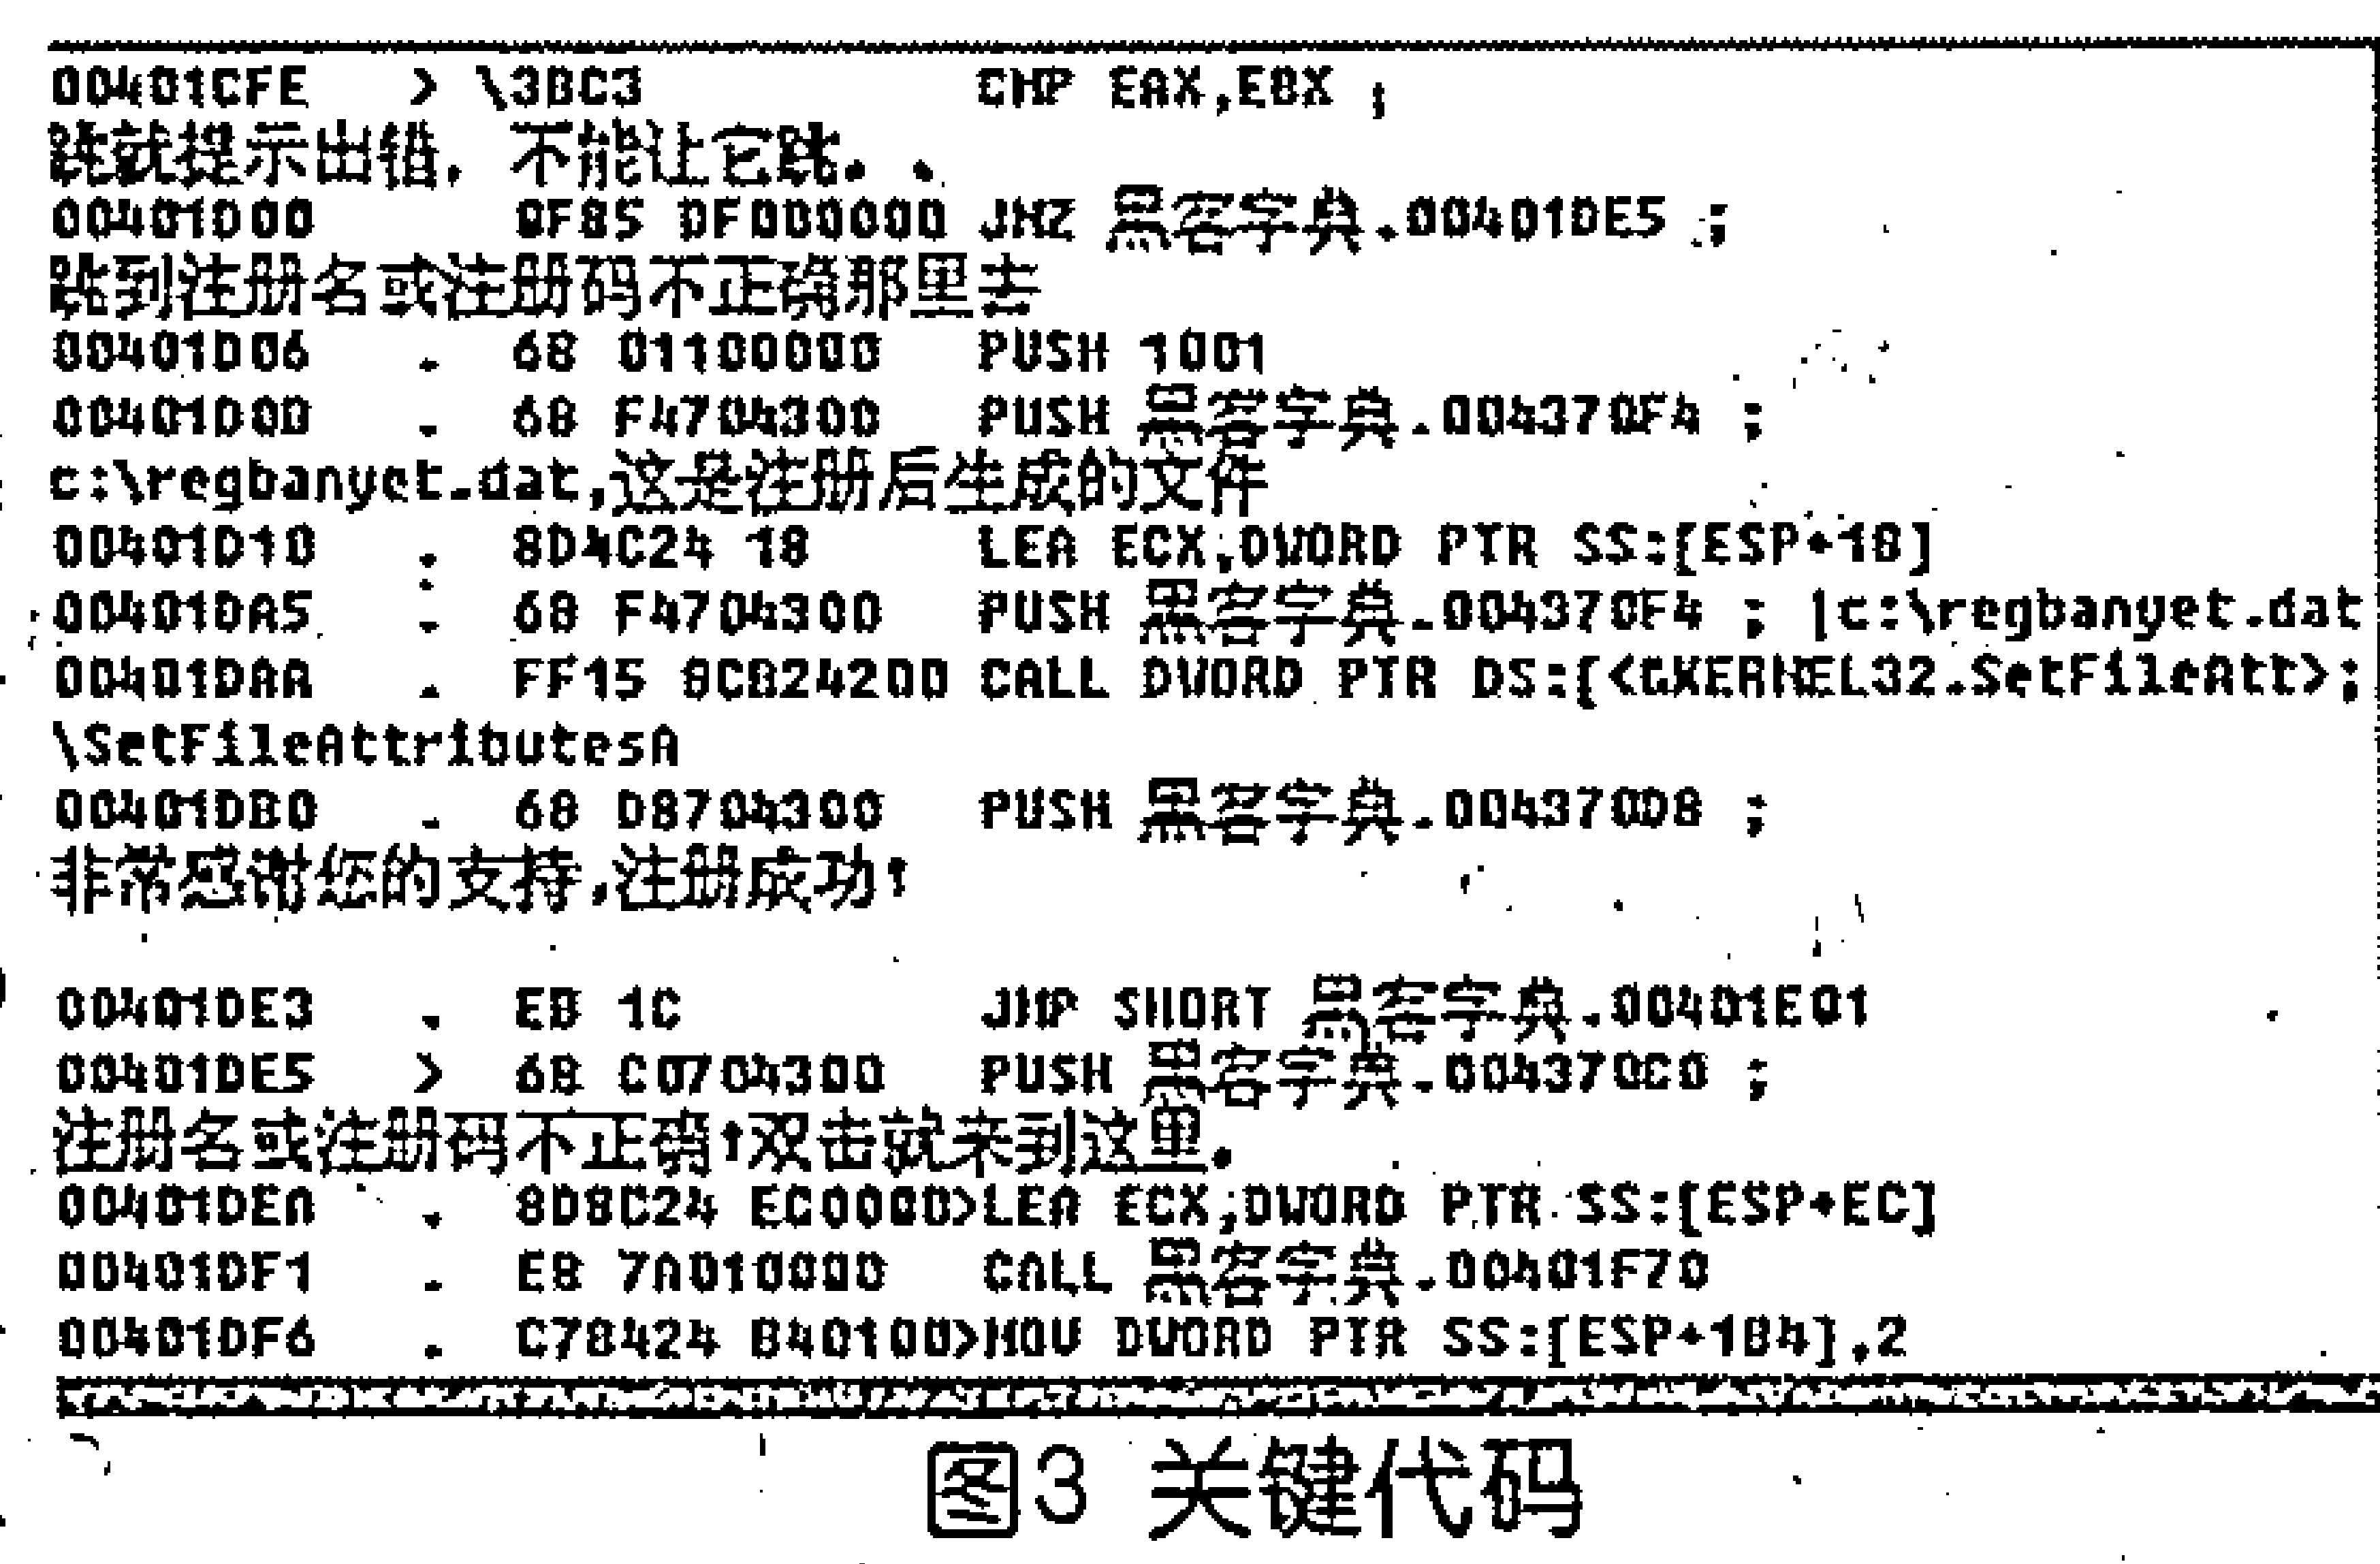 00401CFE   > \3BC3          CMP EAX,EBX ;
跳就提示出错，不能让它跳。.
00401D00     0F85 DF000000 JNZ 黑客字典.00401DE5 ;
跳到注册名或注册码不正确那里去
00401D06   .  68 01100000   PUSH 1001
00401D0B   .  68 F4704300   PUSH 黑客字典.004370F4 ;
c:\regbanyet.dat,这是注册后生成的文件
00401D10   .  8D4C24 18     LEA ECX,DWORD PTR SS:[ESP+18]
00401DA5   .  68 F4704300   PUSH 黑客字典.004370F4 ; |c:\regbanyet.dat
00401DAA   .  FF15 8CB24200 CALL DWORD PTR DS:[<&KERNEL32.SetFileAtt>;
\SetFileAttributesA
00401DB0   .  68 D8704300   PUSH 黑客字典.004370D8 ;
非常感谢您的支持,注册成功!
00401DE3   .  EB 1C         JMP SHORT 黑客字典.00401E01
00401DE5   >  68 C0704300   PUSH 黑客字典.004370C0 ;
注册名或注册码不正确!双击就来到这里。
00401DEA   .  8D8C24 EC0000>LEA ECX,DWORD PTR SS:[ESP+EC]
00401DF1   .  E8 7A010000   CALL 黑客字典.00401F70
00401DF6   .  C78424 B40100>MOV DWORD PTR SS:[ESP+1B4],2
图3 关键代码